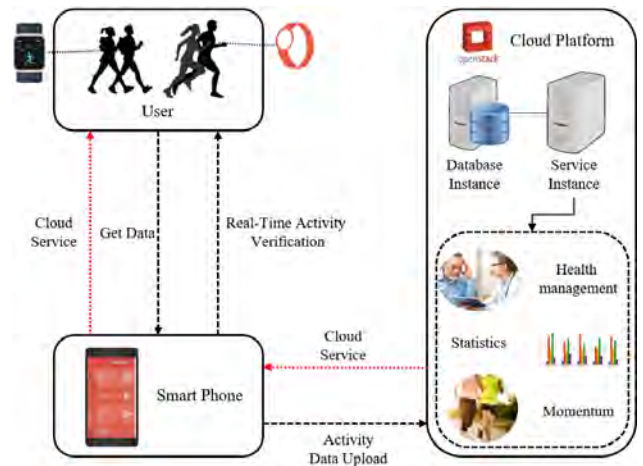 User
Cloud
Service
Get Data
Real-Time Activity
Verification
Smart Phone
Cloud
Service
Activity
Data Upload
openstack
Cloud Platform
Database
Instance
Service
Instance
Health
management
Statistics
Momentum